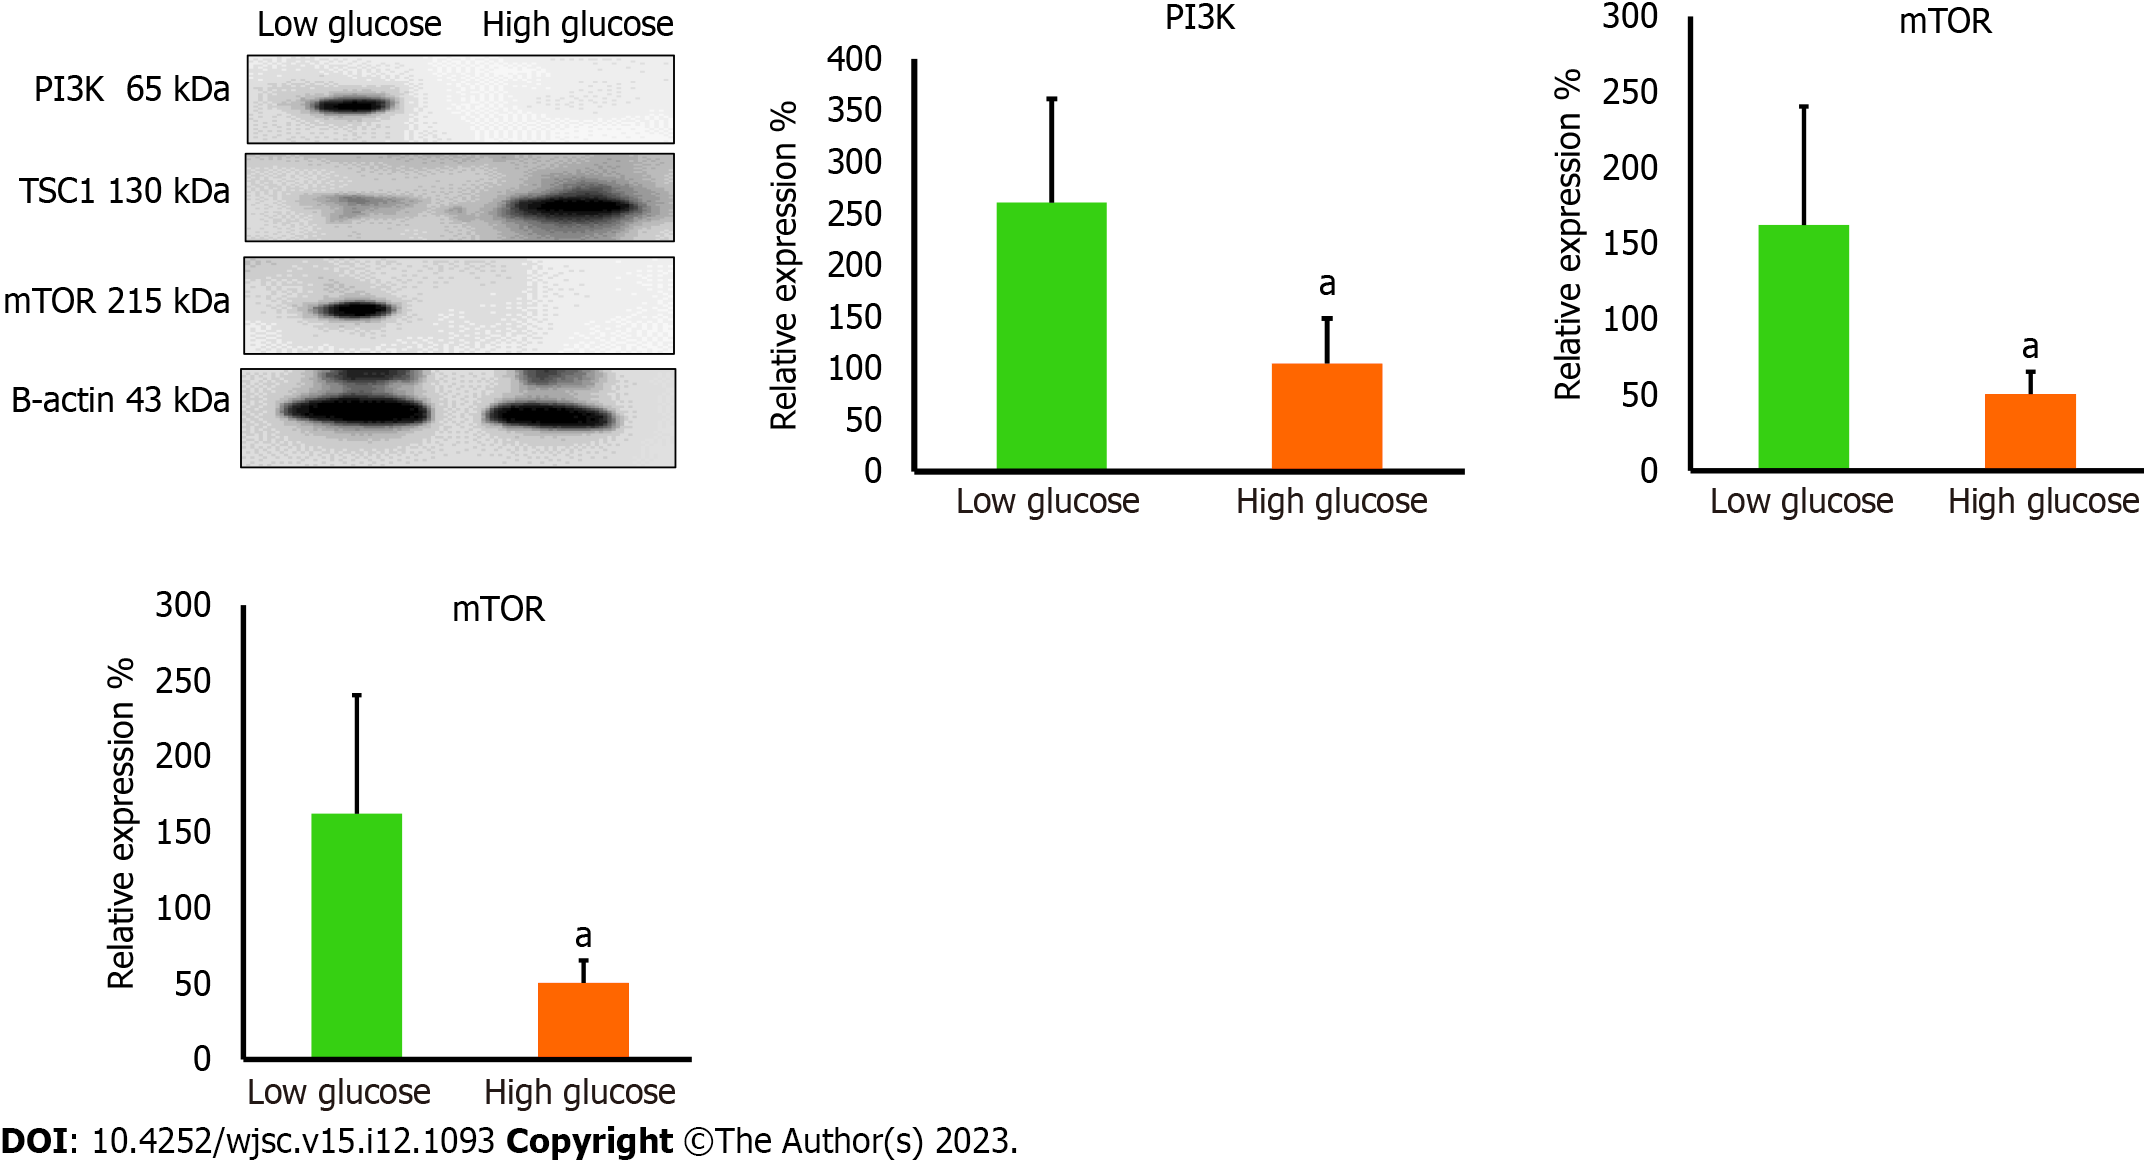 Low glucose High glucose
PI3K 65 kDa
TSC1 130 kDa
mTOR 215 kDa
B-actin 43 kDa
PI3K
Relative expression %
400
350
300
250
200
150
100
50
0
a
Low glucose High glucose
mTOR
Relative expression %
300
250
200
150
100
50
0
a
Low glucose High glucose
mTOR
Relative expression %
300
250
200
150
100
50
0
a
Low glucose High glucose
DOI: 10.4252/wjsc.v15.i12.1093 Copyright ©The Author(s) 2023.